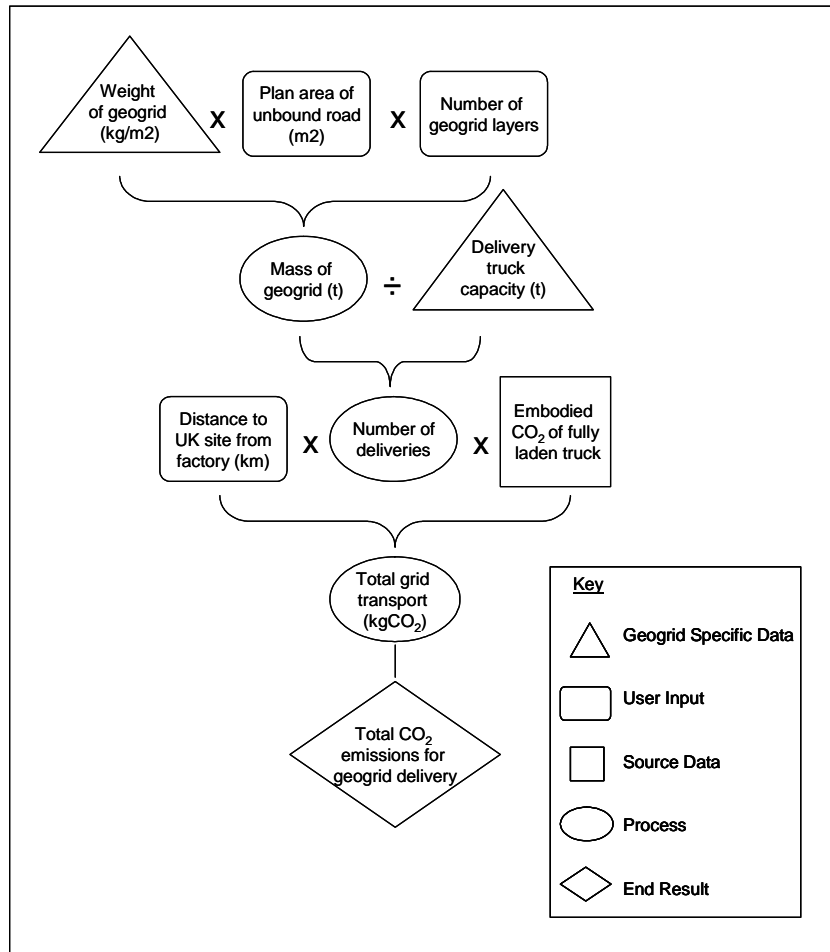 Weight
of geogrid
(kg/m2)
X
Plan area of
unbound road
(m2)
X
Number of
geogrid layers
Mass of
geogrid (t)
÷
Delivery
truck
capacity (t)
Distance to
UK site from
factory (km)
X
Number of
deliveries
X
Embodied
CO₂ of fully
laden truck
Total grid
transport
(kgCO₂)
Total CO₂
emissions for
geogrid delivery
Key
Geogrid Specific Data
User Input
Source Data
Process
End Result